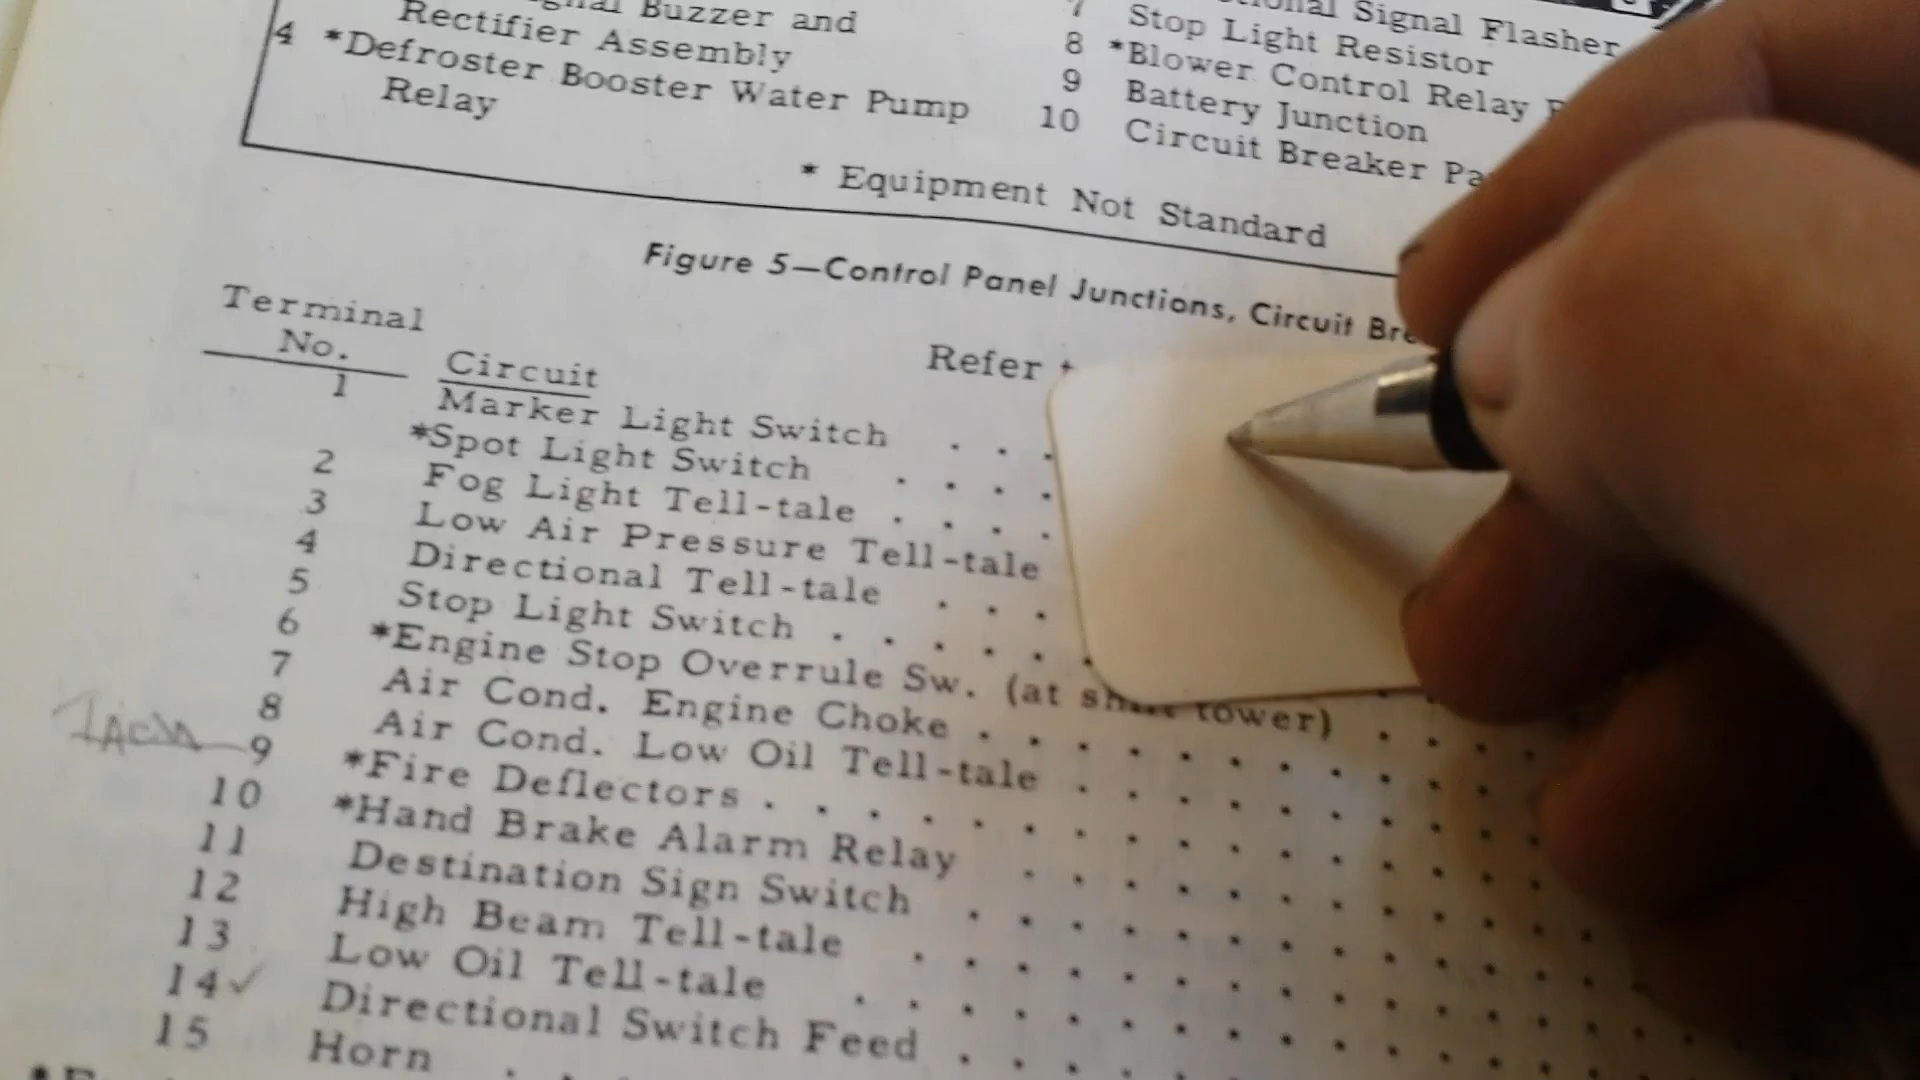 Buzzer and
Rectifier Assembly
4 *Defroster Booster Water Pump
Relay
7 Signal Flasher
Stop Light Resistor
8 *Blower Control Relay
9 Battery Junction
10 Circuit Breaker
* Equipment Not Standard
Figure 5—Control Panel Junctions, Circuit
Terminal
No. Circuit Refer
1 Marker Light Switch . . .
*Spot Light Switch . . . .
2 Fog Light Tell-tale . . . .
3 Low Air Pressure Tell-tale
4 Directional Tell-tale . . .
5 Stop Light Switch . . . . . .
6 *Engine Stop Overrule Sw. (at tower) . . . .
7 Air Cond. Engine Choke . . . . . . . . . . . .
8 Air Cond. Low Oil Tell-tale . . . . . . . . . .
9 *Fire Deflectors . . . . . . . . . . . . . . . .
10 *Hand Brake Alarm Relay . . . . . . . . . . . .
11 Destination Sign Switch . . . . . . . . . . . . .
12 High Beam Tell-tale . . . . . . . . . . . . . . .
13 Low Oil Tell-tale . . . . . . . . . . . . . . . .
14✓ Directional Switch Feed . . . . . . . . . . . . .
15 Horn . . .